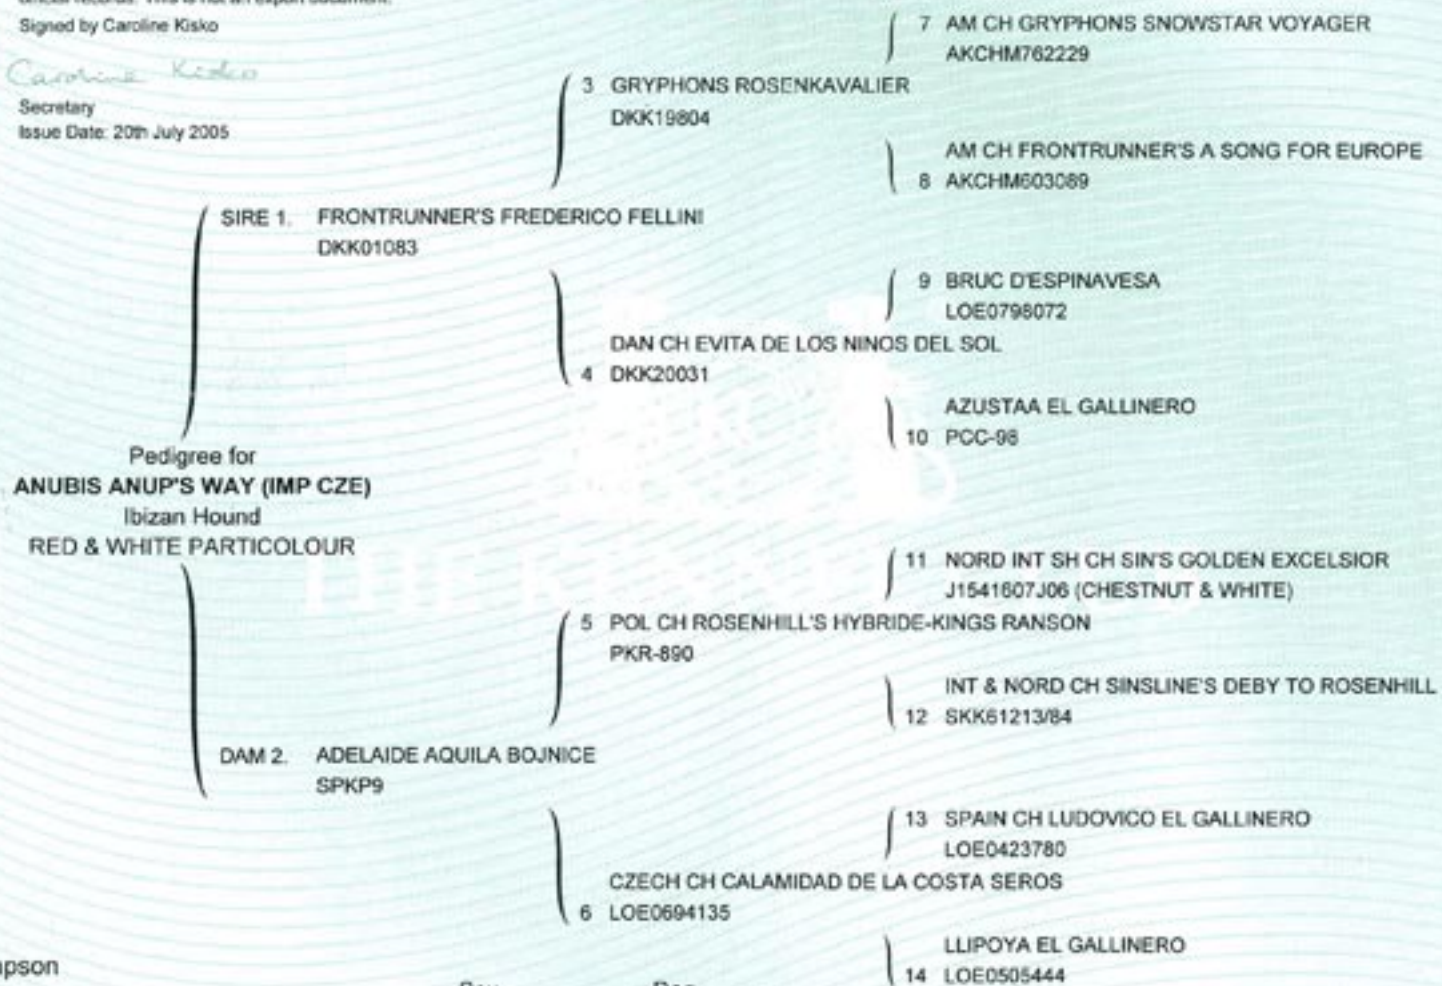 Signed by Caroline Kisko
Caroline Kisko
Secretary
Issue Date: 20th July 2005
7 AM CH GRYPHONS SNOWSTAR VOYAGER
AKCHM762229
3 GRYPHONS ROSENKAVALIER
DKK19804
AM CH FRONTRUNNER'S A SONG FOR EUROPE
8 AKCHM603089
SIRE 1. FRONTRUNNER'S FREDERICO FELLINI
DKK01083
9 BRUC D'ESPINAVESA
LOE0798072
DAN CH EVITA DE LOS NINOS DEL SOL
4 DKK20031
AZUSTAA EL GALLINERO
10 PCC-98
Pedigree for
ANUBIS ANUP'S WAY (IMP CZE)
Ibizan Hound
RED & WHITE PARTICOLOUR
11 NORD INT SH CH SIN'S GOLDEN EXCELSIOR
J1541607J06 (CHESTNUT & WHITE)
5 POL CH ROSENHILL'S HYBRIDE-KINGS RANSON
PKR-890
INT & NORD CH SINSLINE'S DEBY TO ROSENHILL
12 SKK61213/84
DAM 2. ADELAIDE AQUILA BOJNICE
SPKP9
13 SPAIN CH LUDOVICO EL GALLINERO
LOE0423780
CZECH CH CALAMIDAD DE LA COSTA SEROS
6 LOE0694135
LLIPOYA EL GALLINERO
14 LOE0505444